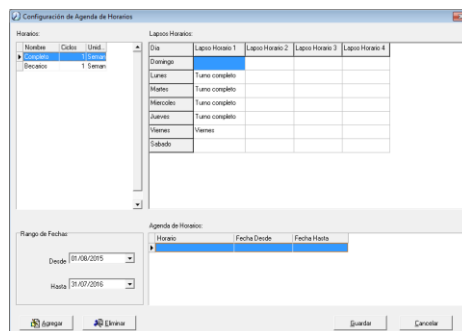 Configuración de Agenda de Horarios
Horarios:
Nombre Ciclos Unid...
Completo 1 Seman
Becarios 1 Seman
Lapsos Horarios:
Dia Lapso Horario 1 Lapso Horario 2 Lapso Horario 3 Lapso Horario 4
Domingo
Lunes Turno completo
Martes Turno completo
Miercoles Turno completo
Jueves Turno completo
Viernes Viernes
Sabado
Rango de Fechas
Desde 01/08/2015
Hasta 31/07/2016
Agenda de Horarios:
Horario Fecha Desde Fecha Hasta
Agregar Eliminar Guardar Cancelar